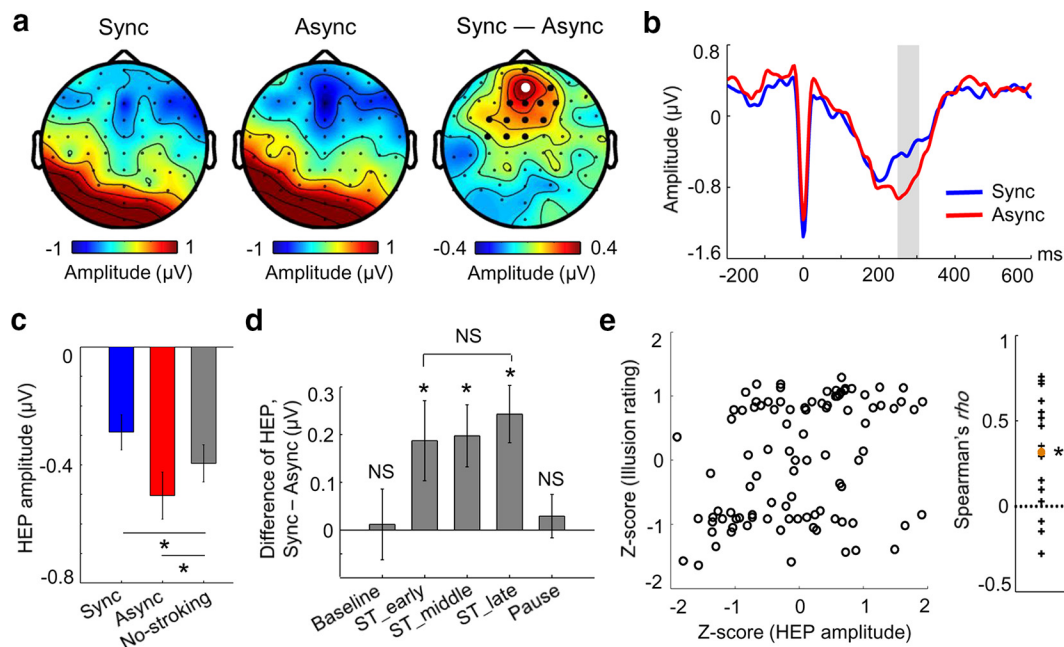 a
Sync
Async
Sync — Async
-1
1
-1
1
-0.4
0.4
Amplitude (µV)
Amplitude (µV)
Amplitude (µV)
b
0.8
0
-0.8
-1.6
Amplitude (µV)
Sync
Async
-200
0
200
400
600
ms
c
0
-0.4
-0.8
HEP amplitude (µV)
Sync
Async
No-stroking
*
*
d
NS
0.3
0.2
0.1
0
Difference of HEP,
Sync – Async (µV)
NS
*
*
*
NS
Baseline
ST_early
ST_middle
ST_late
Pause
e
2
1
0
-1
-2
Z-score (Illusion rating)
-2
-1
0
1
2
Z-score (HEP amplitude)
1
0.5
0
-0.5
Spearman's rho
*